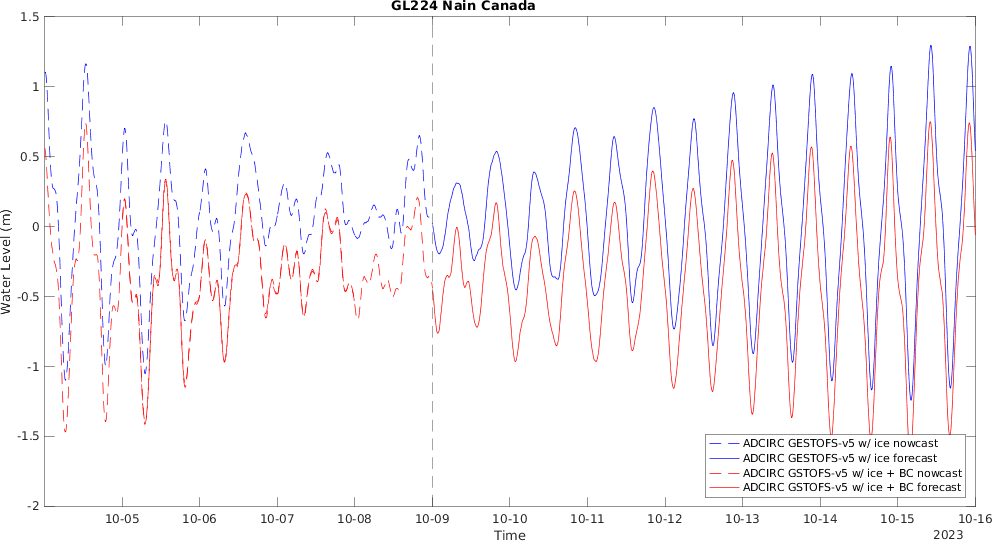 GL224 Nain Canada
1.5
1
0.5
0
-0.5
-1
-1.5
-2
Water Level (m)
ADCIRC GESTOFS-v5 w/ ice nowcast
ADCIRC GESTOFS-v5 w/ ice forecast
ADCIRC GSTOFS-v5 w/ ice + BC nowcast
ADCIRC GSTOFS-v5 w/ ice + BC forecast
10-05 10-06 10-07 10-08 10-09 10-10 10-11 10-12 10-13 10-14 10-15 10-16
Time
2023